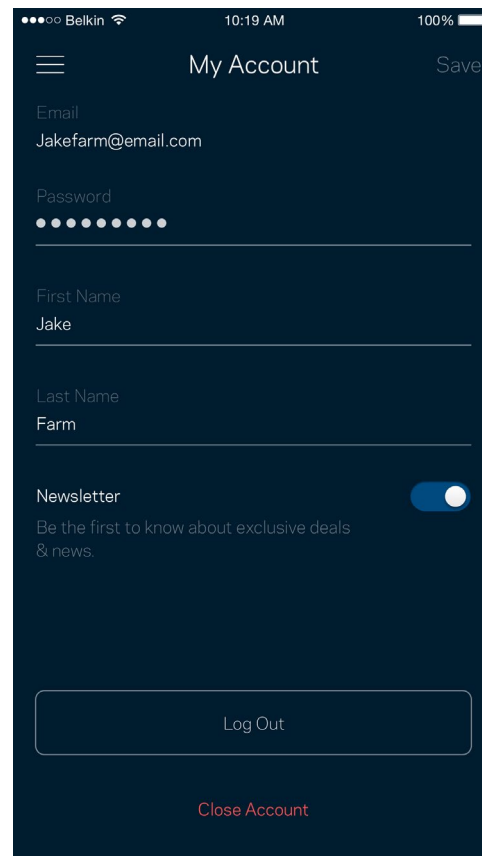 Belkin 10:19 AM 100%
My Account Save
Email
Jakefarm@email.com
Password
First Name
Jake
Last Name
Farm
Newsletter
Be the first to know about exclusive deals
& news.
Log Out
Close Account